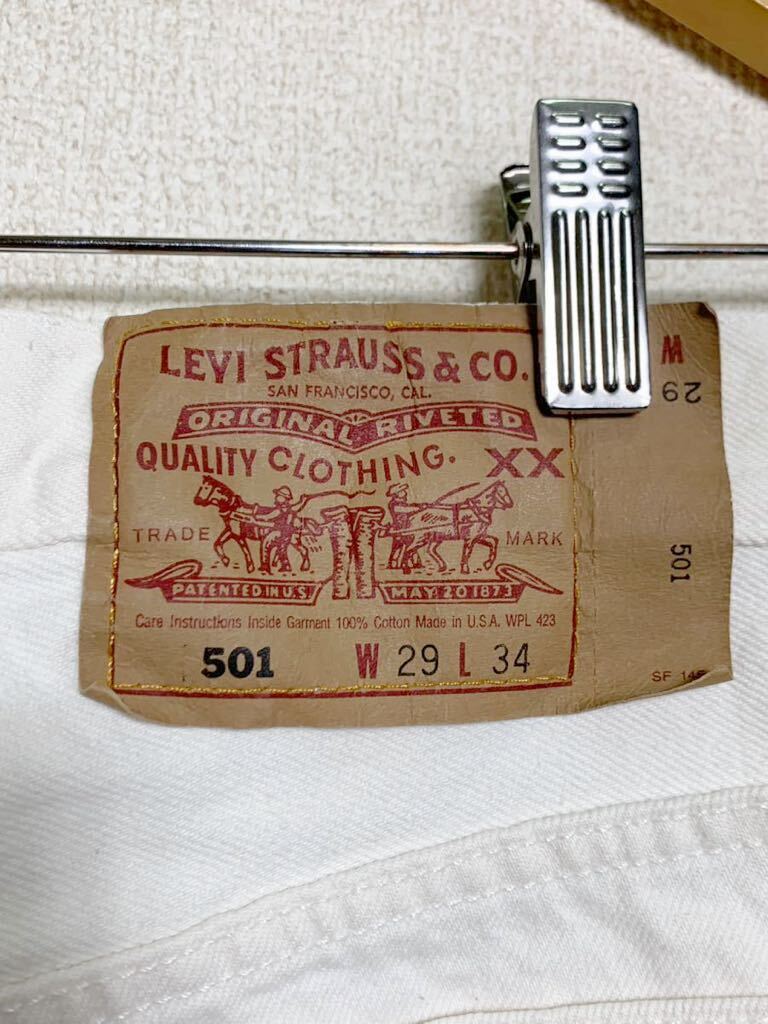 LEVI STRAUSS & CO.
SAN FRANCISCO, CAL.
ORIGINAL RIVETED
QUALITY CLOTHING. XX
TRADE MARK
PATENTED IN U.S. MAY 20 1873
Care Instructions Inside Garment 100% Cotton Made in U.S.A. WPL 423
501 W 29 L 34
W 29
501
SF